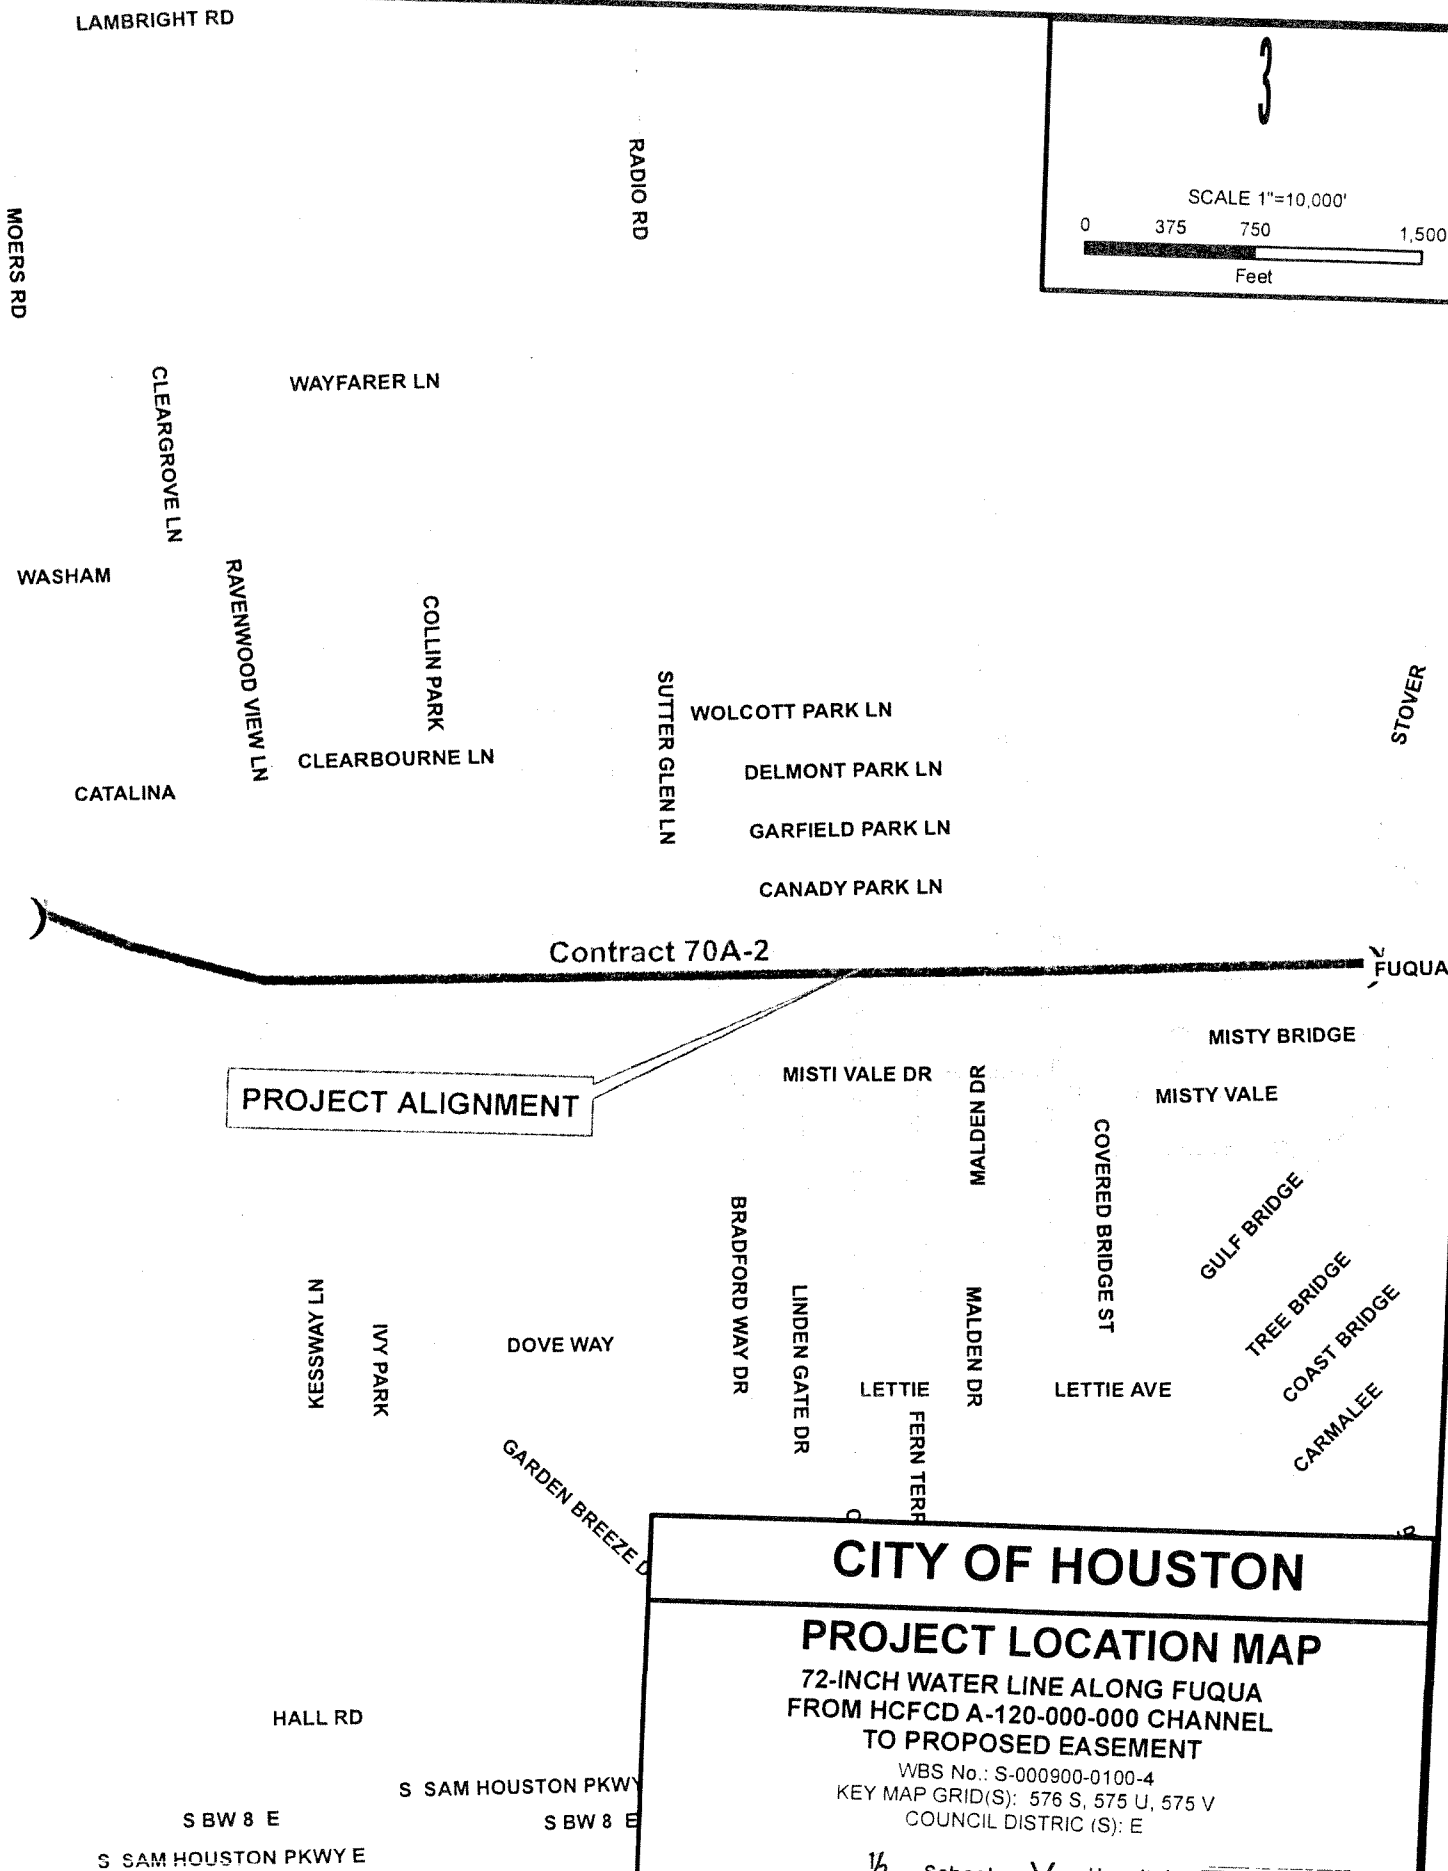 LAMBRIGHT RD
3
SCALE 1"=10,000'
0 375 750 1,500
Feet
RADIO RD
MOERS RD
CLEARGROVE LN
WAYFARER LN
WASHAM
RAVENWOOD VIEW LN
COLLIN PARK
SUTTER GLEN LN
WOLCOTT PARK LN
STOVER
CLEARBOURNE LN
DELMONT PARK LN
CATALINA
GARFIELD PARK LN
CANADY PARK LN
Contract 70A-2
FUQUA
MISTY BRIDGE
PROJECT ALIGNMENT
MISTI VALE DR
MALDEN DR
MISTY VALE
COVERED BRIDGE ST
GULF BRIDGE
BRADFORD WAY DR
KESSWAY LN
IVY PARK
DOVE WAY
LINDEN GATE DR
MALDEN DR
TREE BRIDGE
COAST BRIDGE
LETTIE
LETTIE AVE
CARMALEE
FERN TERR
GARDEN BREEZE D
CITY OF HOUSTON
PROJECT LOCATION MAP
72-INCH WATER LINE ALONG FUQUA
FROM HCFCD A-120-000-000 CHANNEL
TO PROPOSED EASEMENT
WBS No.: S-000900-0100-4
KEY MAP GRID(S): 576 S, 575 U, 575 V
COUNCIL DISTRIC (S): E
HALL RD
S SAM HOUSTON PKWY
S BW 8 E
S BW 8 E
S SAM HOUSTON PKWY E